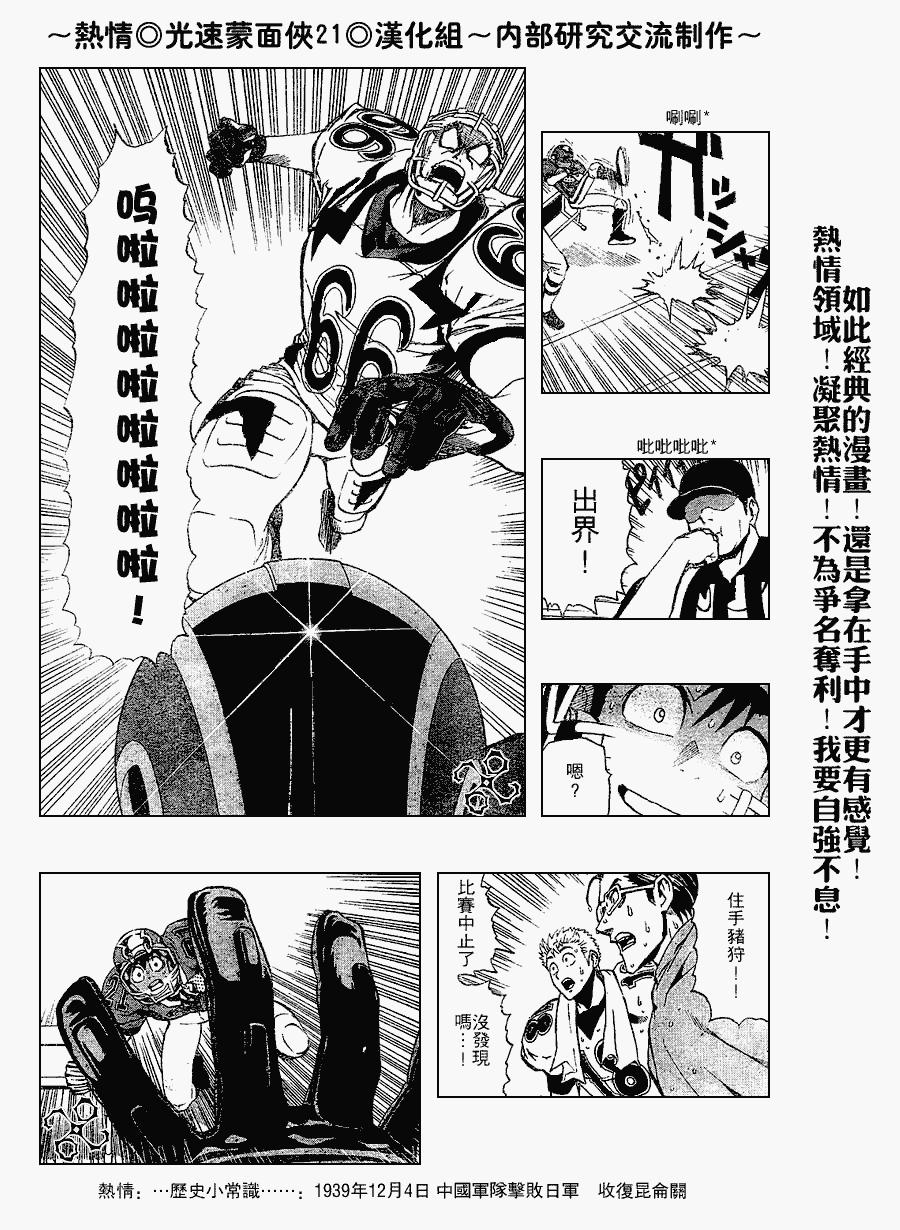 ～熱情◎光速蒙面俠21◎漢化組～內部研究交流制作～
唰唰*
ガガッ
シャ
呲呲呲呲*
出界！
嗯？
呜啦啦啦啦啦啦啦啦！
住手豬狩！！
比賽中止了
沒發現
嗎…！
如此經典的漫畫！還是拿在手中才更有感覺！
熱情領域！凝聚熱情！不為爭名奪利！我要自強不息！
熱情：…歷史小常識……：1939年12月4日 中國軍隊擊敗日軍　收復昆侖關